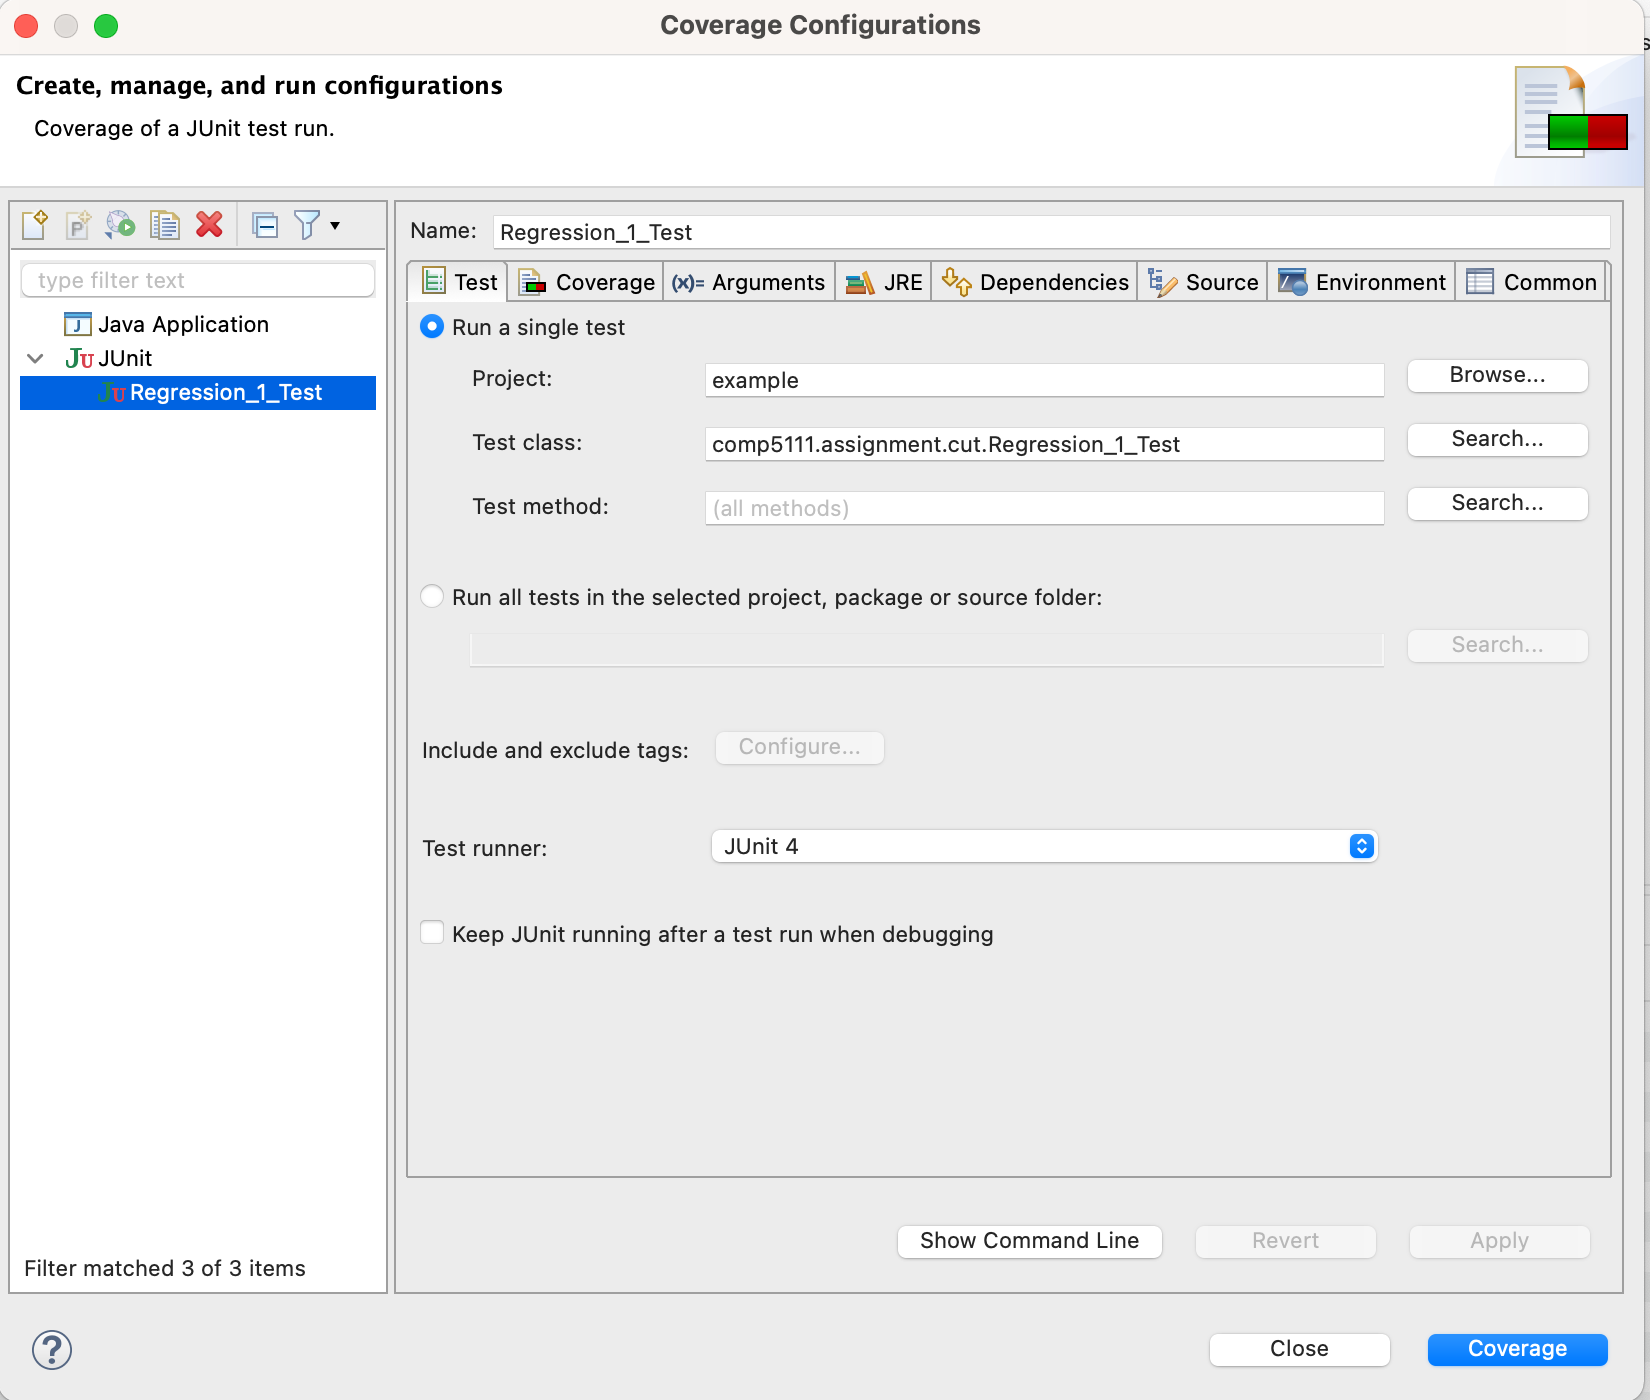 Coverage Configurations
Create, manage, and run configurations
Coverage of a JUnit test run.
type filter text
Java Application
JUnit
Regression_1_Test
Filter matched 3 of 3 items
Name: Regression_1_Test
Test Coverage (x)= Arguments JRE Dependencies Source Environment Common
Run a single test
Project: example Browse...
Test class: comp5111.assignment.cut.Regression_1_Test Search...
Test method: (all methods) Search...
Run all tests in the selected project, package or source folder:
Search...
Include and exclude tags: Configure...
Test runner: JUnit 4
Keep JUnit running after a test run when debugging
Show Command Line Revert Apply
? Close Coverage